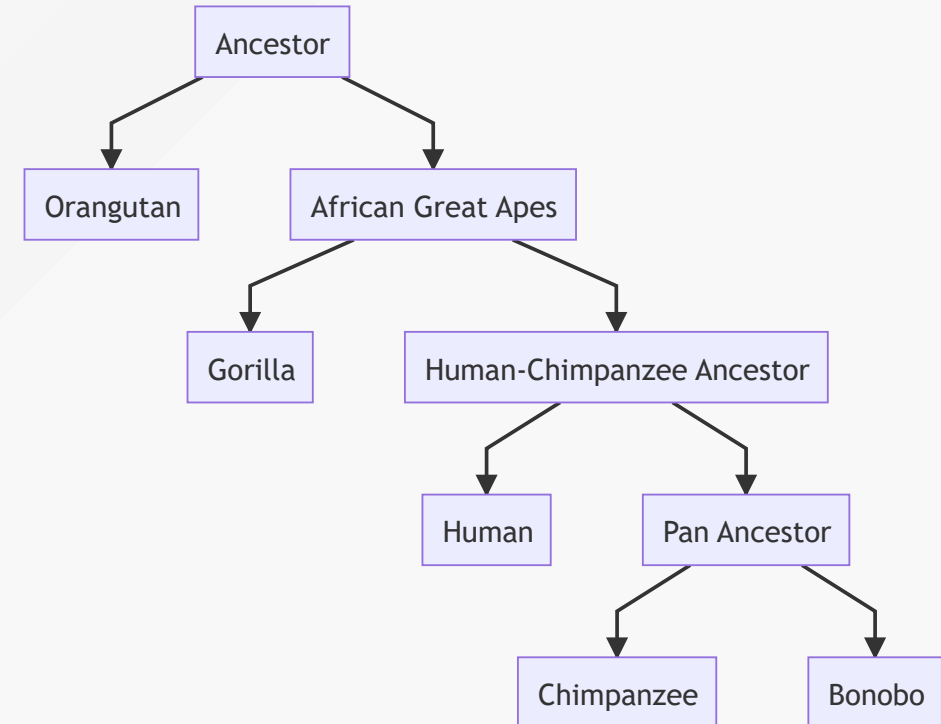 Ancestor
Orangutan
African Great Apes
Gorilla
Human-Chimpanzee Ancestor
Human
Pan Ancestor
Chimpanzee
Bonobo